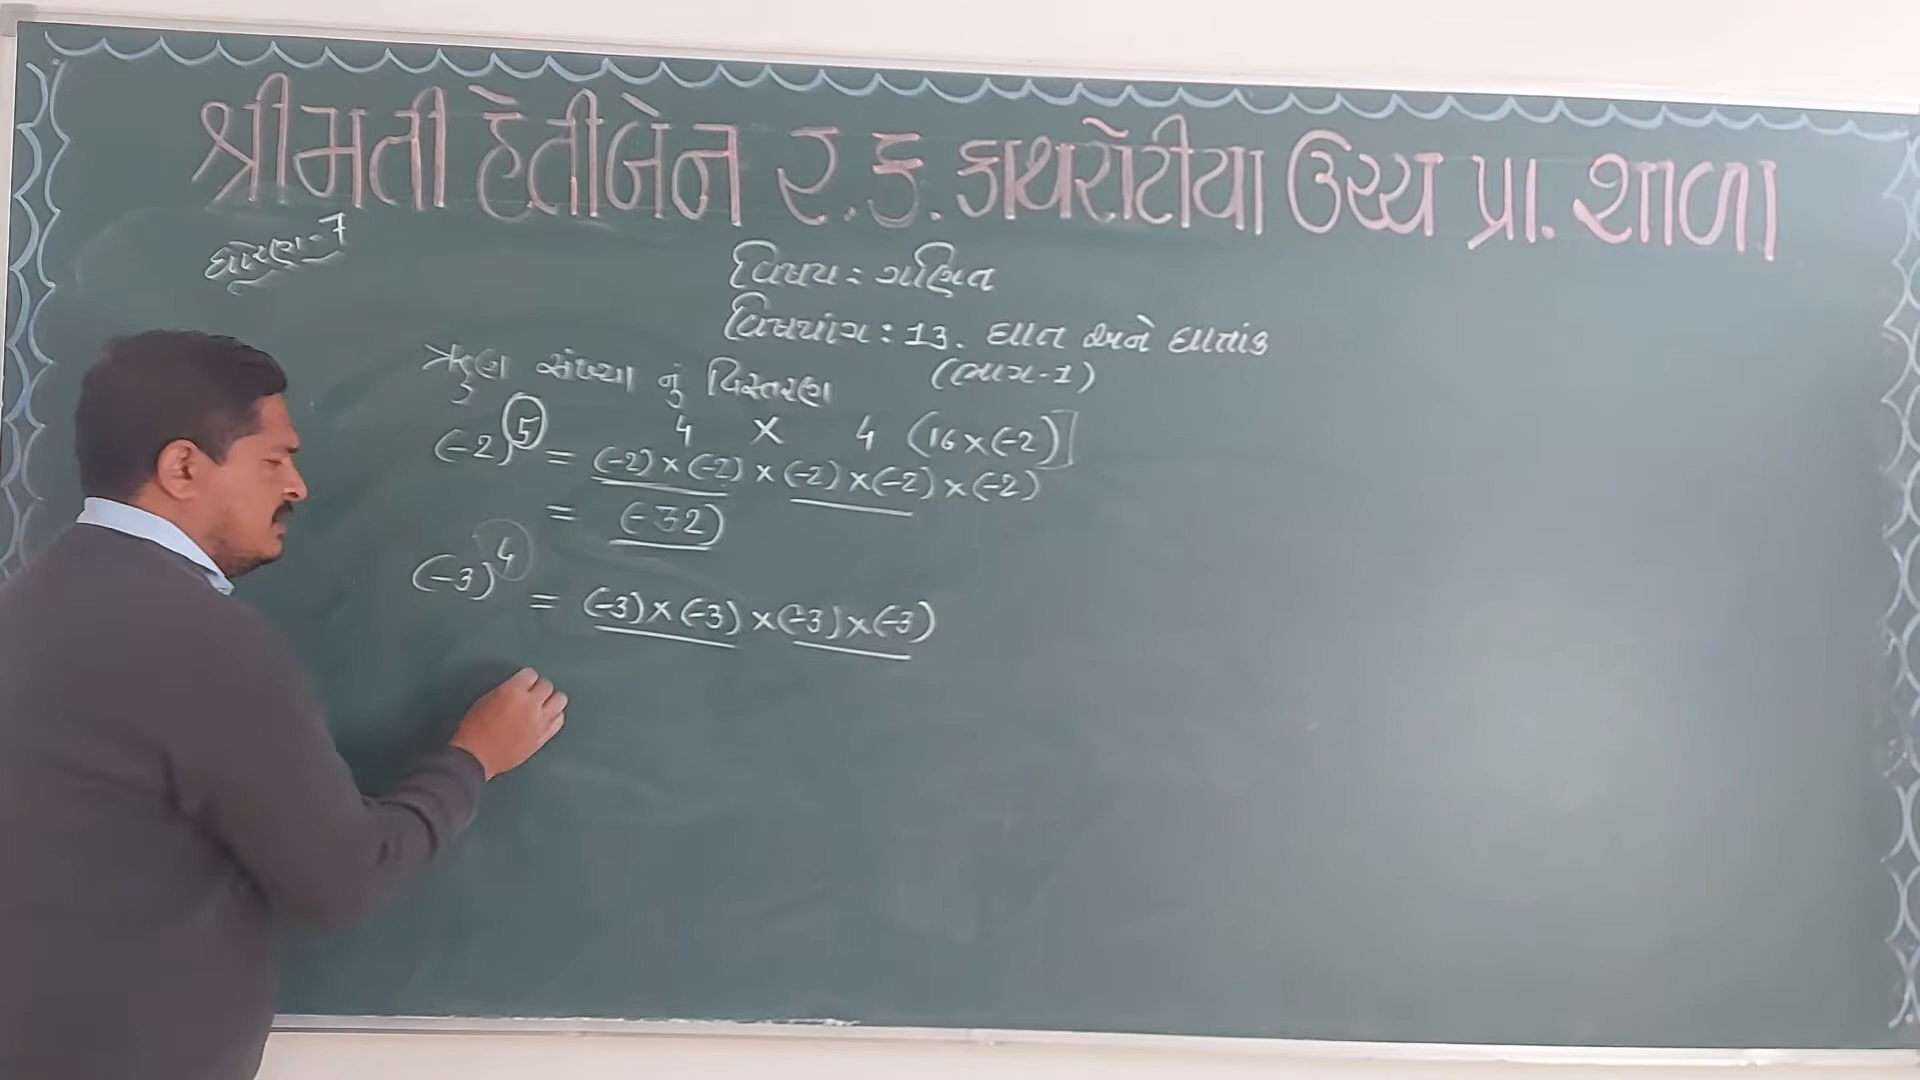 શ્રીમતી હેતીબેન ર. ક. કાથરોટીયા ઉચ્ચ પ્રા. શાળા
ધોરણ-7
વિષય : ગણિત
વિષયાંગ : 13. ઘાત અને ઘાતાંક
(ભાગ-1)
ઋણ સંખ્યા નું વિસ્તરણ
4 × 4 (16×(-2)]
(-2)⁵ = (-2)×(-2)×(-2)×(-2)×(-2)
= (-32)
(-3)⁴ = (-3)×(-3)×(-3)×(-3)